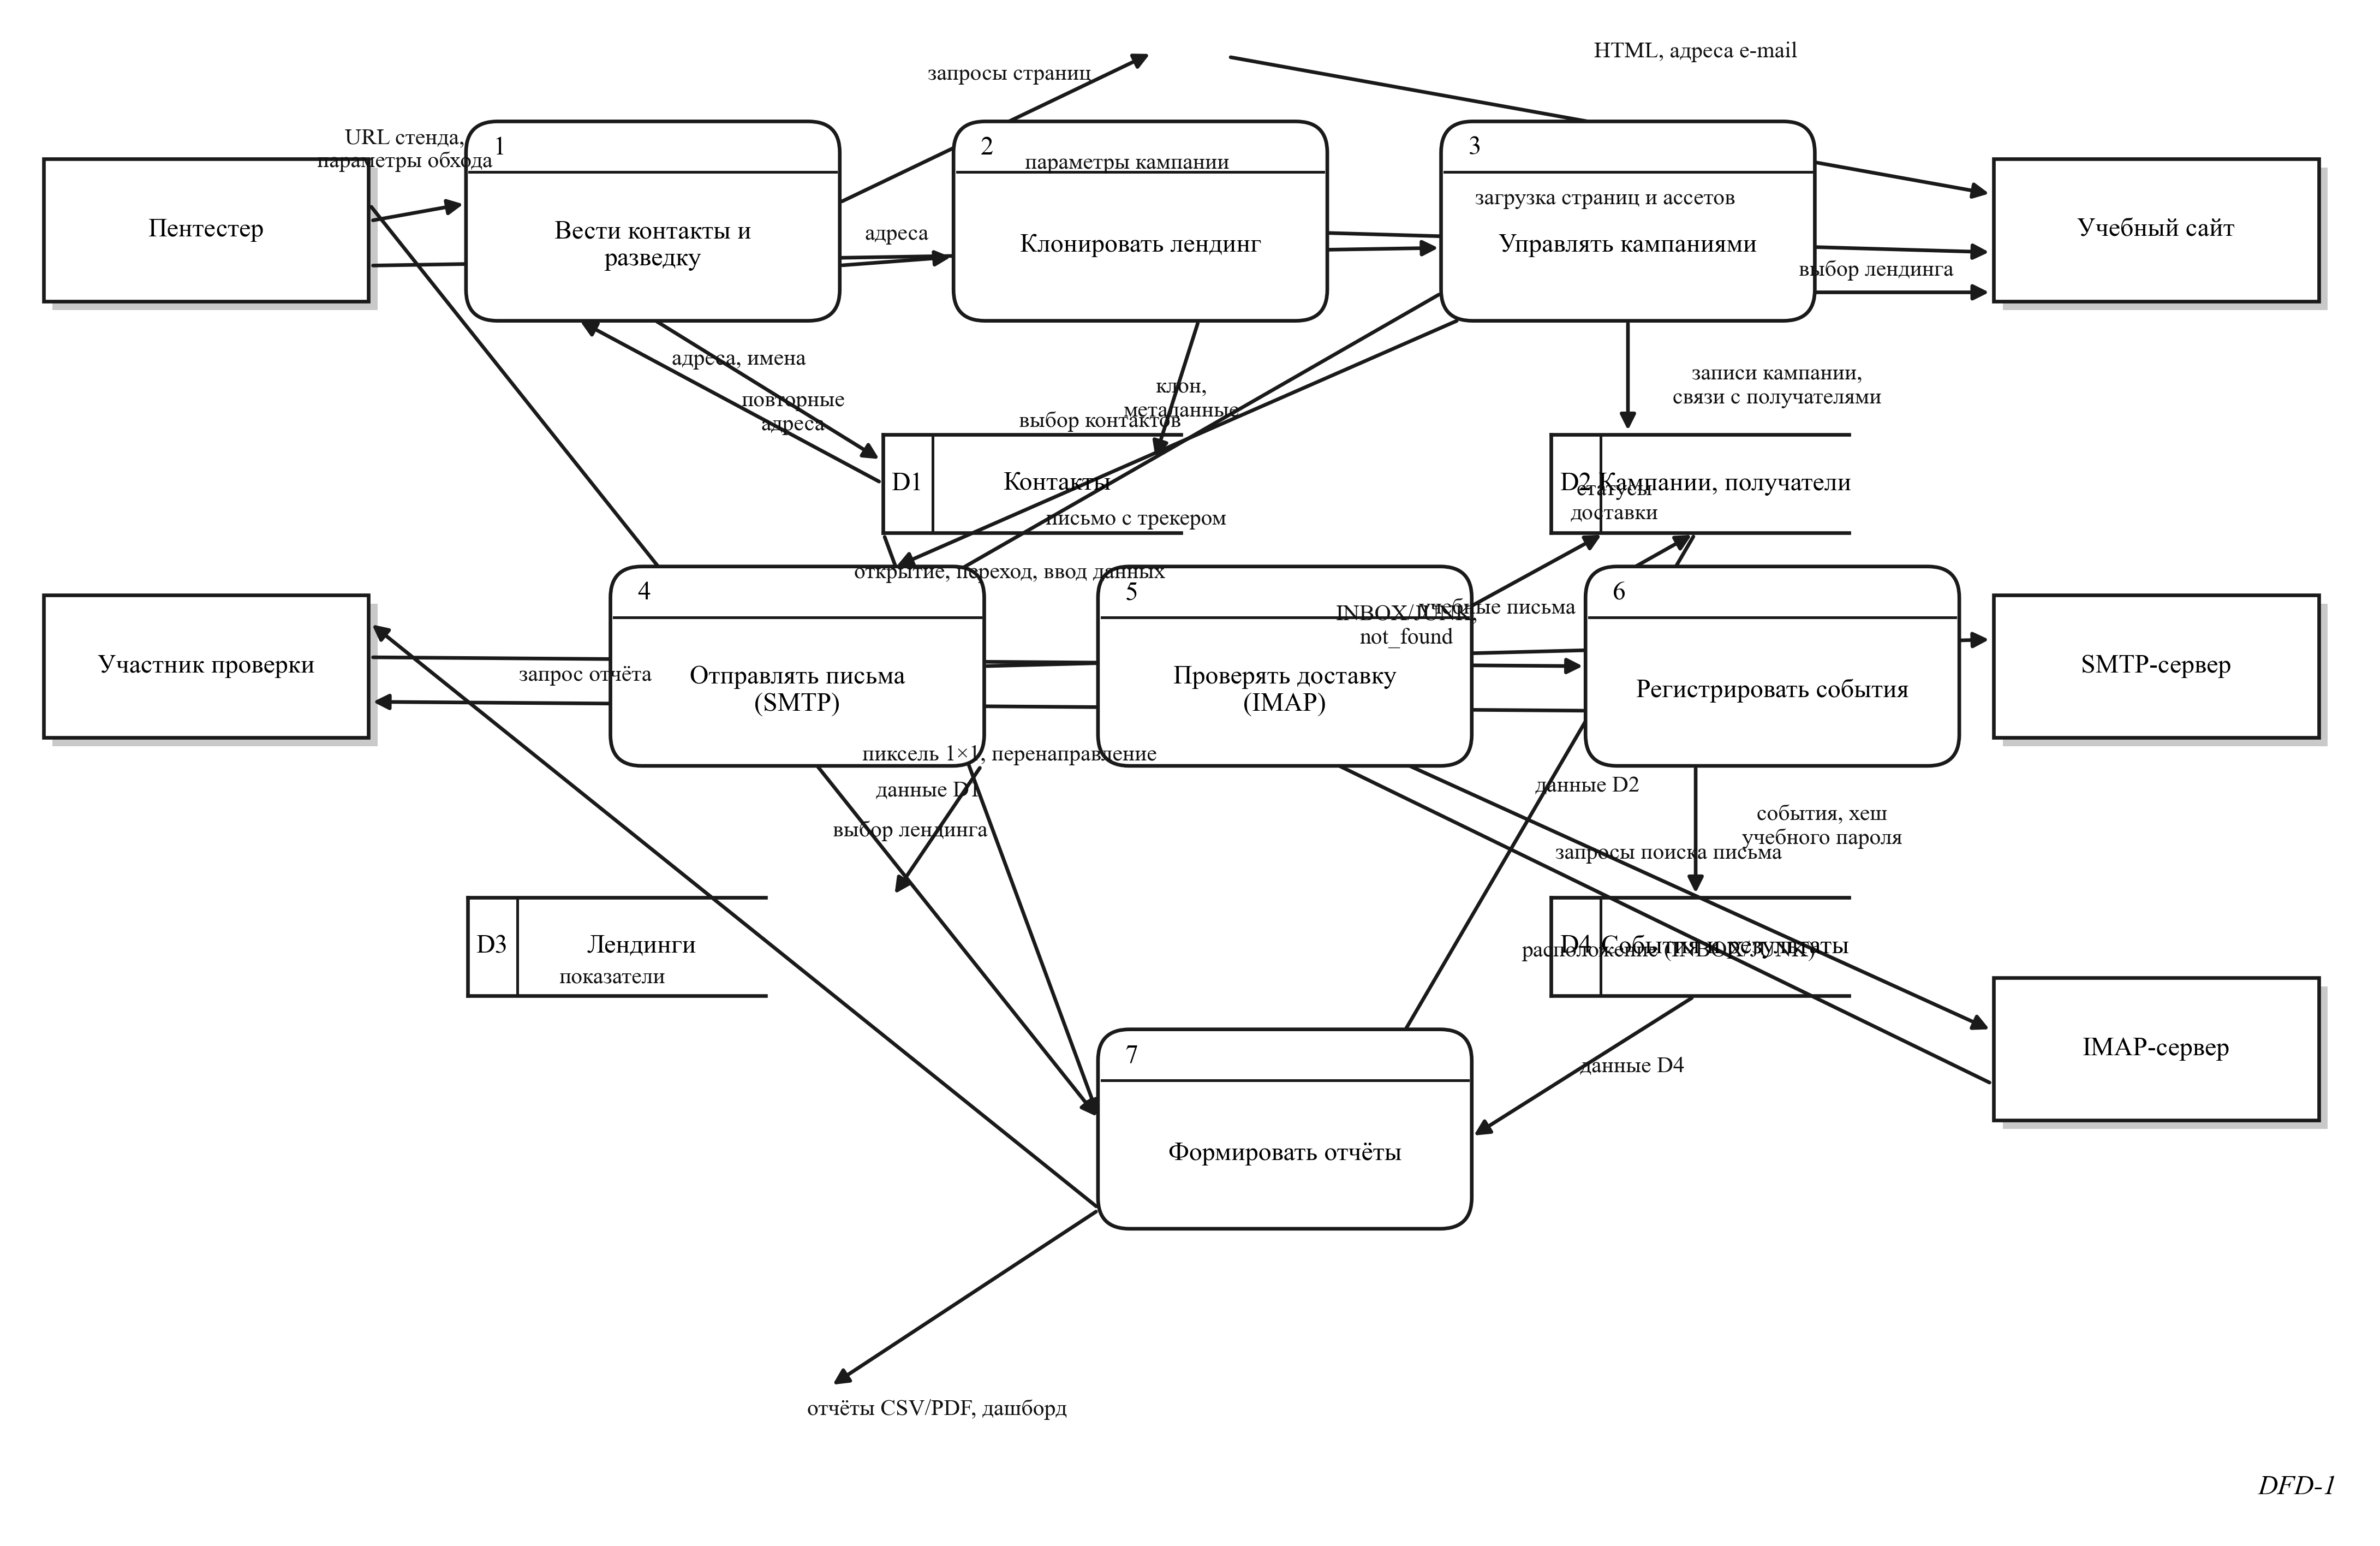 запросы страниц
HTML, адреса e-mail
URL стенда,
параметры обхода
1
2
3
параметры кампании
загрузка страниц и ассетов
Пентестер
Вести контакты и
разведку
адреса
Клонировать лендинг
Управлять кампаниями
Учебный сайт
выбор лендинга
адреса, имена
повторные
адреса
клон,
метаданные
выбор контактов
записи кампании,
связи с получателями
D1
Контакты
D2
Кампании, получатели
статусы
доставки
письмо с трекером
открытие, переход, ввод данных
4
5
6
INBOX/JUNK,
not_found
учебные письма
Участник проверки
запрос отчёта
Отправлять письма
(SMTP)
Проверять доставку
(IMAP)
Регистрировать события
SMTP-сервер
пиксель 1×1, перенаправление
данные D1
выбор лендинга
данные D2
события, хеш
учебного пароля
запросы поиска письма
D3
Лендинги
показатели
D4
События и результаты
расположение (INBOX/JUNK)
IMAP-сервер
7
данные D4
Формировать отчёты
отчёты CSV/PDF, дашборд
DFD-1